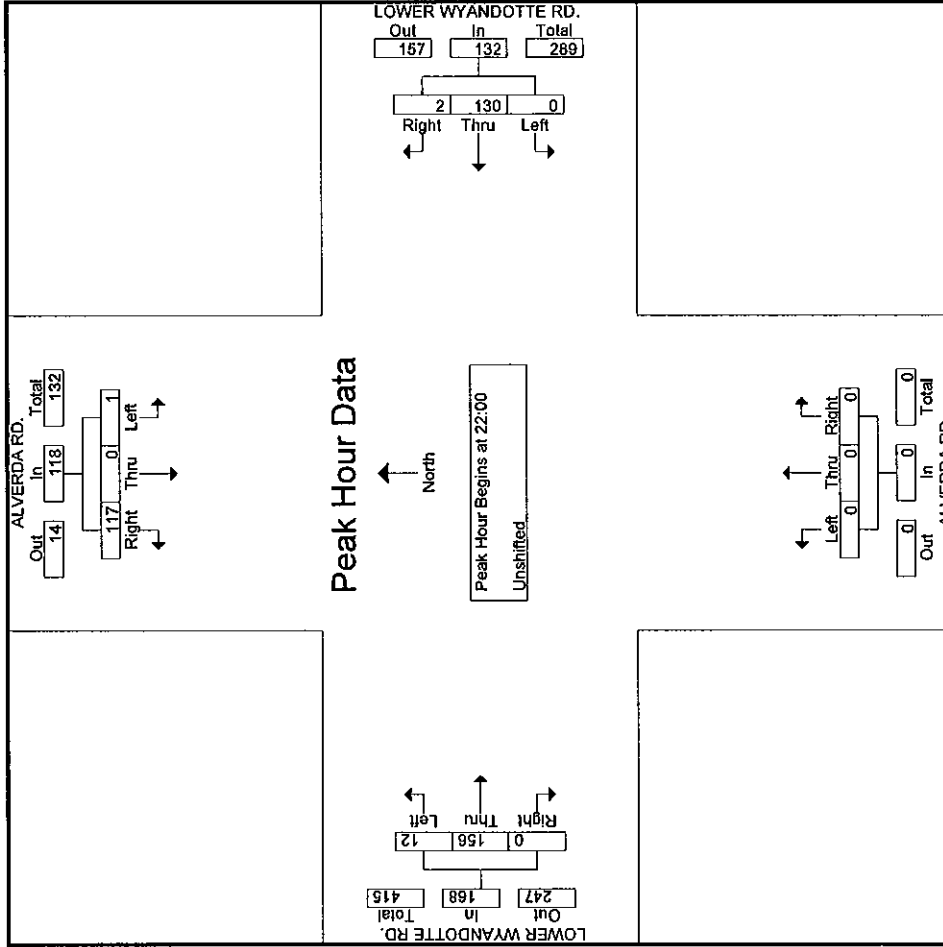 ALVERDA RD.
Out In Total
14 118 132
117 0 1
Right Thru Left
LOWER WYANDOTTE RD.
Out In Total
157 132 289
2 130 0
Right Thru Left
Peak Hour Data
North
Peak Hour Begins at 22:00
Unshifted
LOWER WYANDOTTE RD.
Total In Out
415 168 247
12 156 0
Left Thru Right
Left Thru Right
0 0 0
0 0 0
Out In Total
ALVERDA RD.